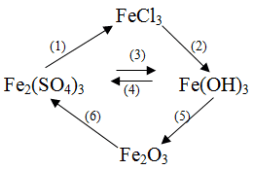 FeCl₃
(1) (2)
(3)
Fe₂(SO₄)₃ Fe(OH)₃
(4)
(6) (5)
Fe₂O₃